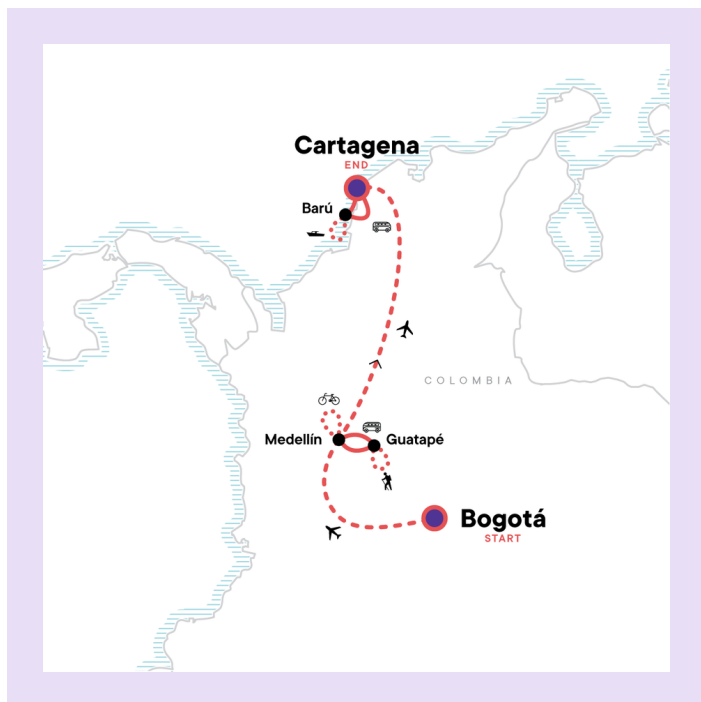 Cartagena
END
Barú
COLOMBIA
Medellín
Guatapé
Bogotá
START